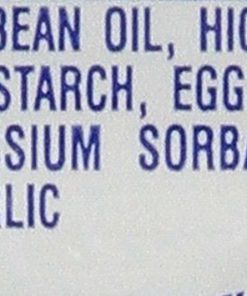 BEAN OIL, HIG
STARCH, EGG
SIUM SORBA
LIC